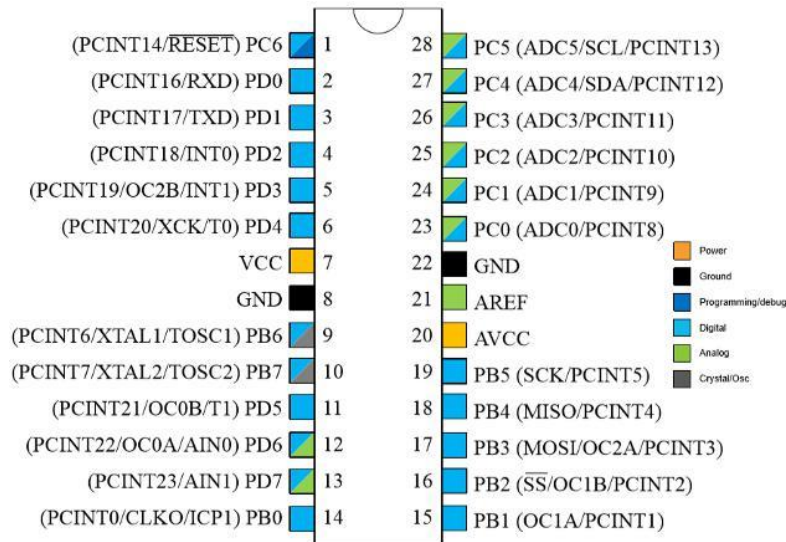 (PCINT14/RESET) PC6 1
(PCINT16/RXD) PD0 2
(PCINT17/TXD) PD1 3
(PCINT18/INT0) PD2 4
(PCINT19/OC2B/INT1) PD3 5
(PCINT20/XCK/T0) PD4 6
VCC 7
GND 8
(PCINT6/XTAL1/TOSC1) PB6 9
(PCINT7/XTAL2/TOSC2) PB7 10
(PCINT21/OC0B/T1) PD5 11
(PCINT22/OC0A/AIN0) PD6 12
(PCINT23/AIN1) PD7 13
(PCINT0/CLKO/ICP1) PB0 14
28 PC5 (ADC5/SCL/PCINT13)
27 PC4 (ADC4/SDA/PCINT12)
26 PC3 (ADC3/PCINT11)
25 PC2 (ADC2/PCINT10)
24 PC1 (ADC1/PCINT9)
23 PC0 (ADC0/PCINT8)
22 GND
21 AREF
20 AVCC
19 PB5 (SCK/PCINT5)
18 PB4 (MISO/PCINT4)
17 PB3 (MOSI/OC2A/PCINT3)
16 PB2 (SS/OC1B/PCINT2)
15 PB1 (OC1A/PCINT1)
Power
Ground
Programming/debug
Digital
Analog
Crystal/Osc